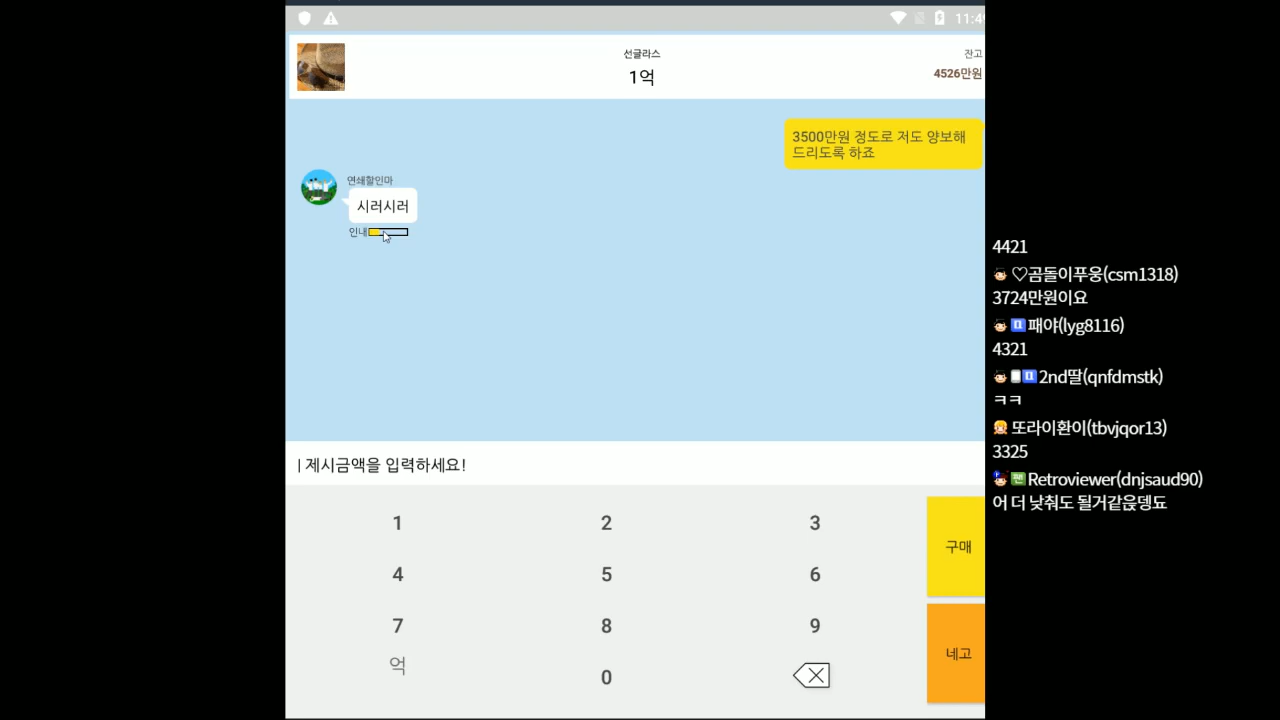 11:4
선글라스
1억
잔고
4526만원
3500만원 정도로 저도 양보해
드리도록 하죠
연쇄할인마
시러시러
인내
| 제시금액을 입력하세요!
1
2
3
구매
4
5
6
7
8
9
네고
억
0
4421
♡곰돌이푸웅(csm1318)
3724만원이요
패야(lyg8116)
4321
2nd딸(qnfdmstk)
ㅋㅋ
또라이환이(tbvjqor13)
3325
팬 Retroviewer(dnjsaud90)
어 더 낮춰도 될거같읁뎅됴